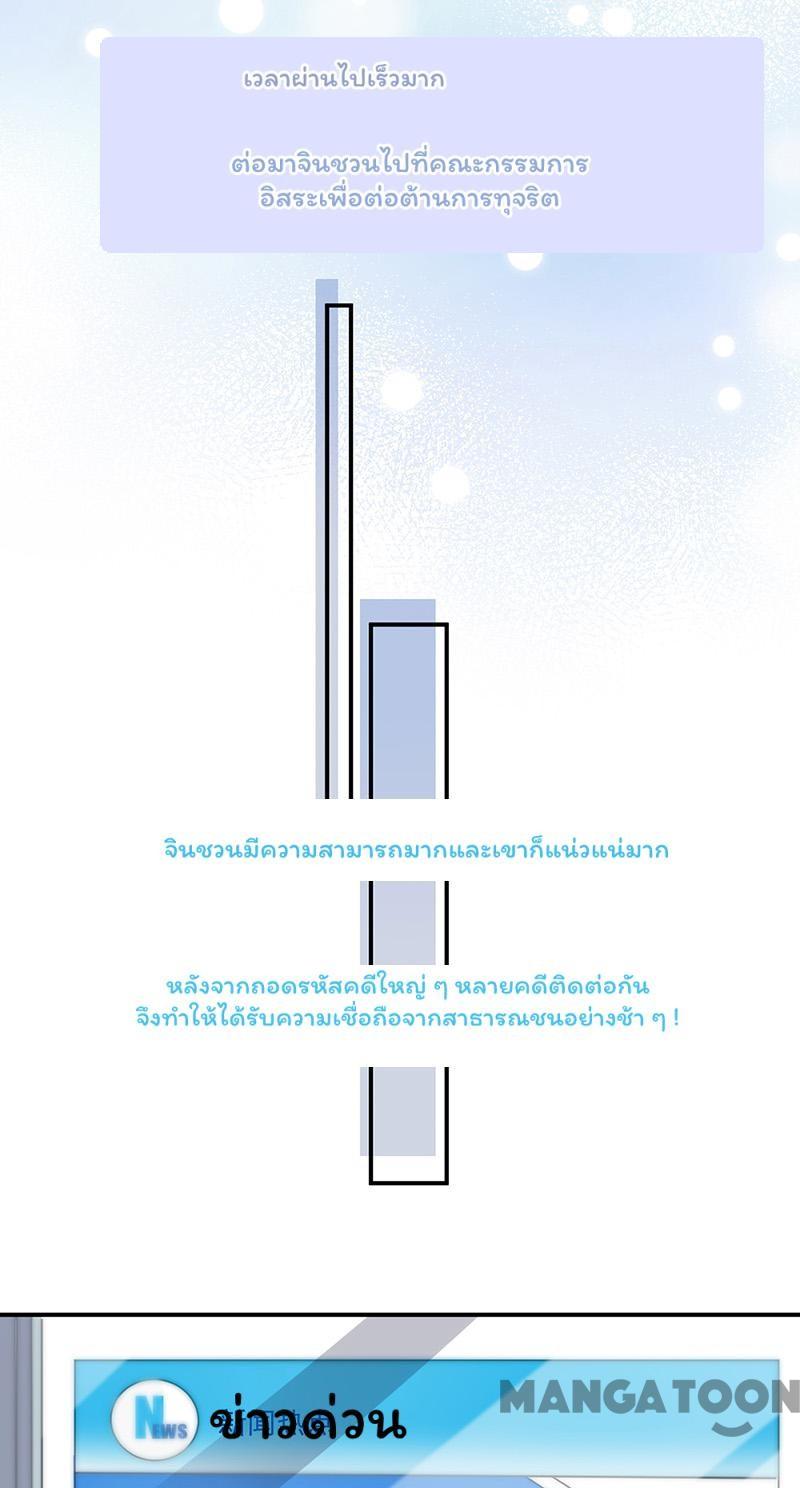 เวลาผ่านไปเร็วมาก
ต่อมาจินชวนไปที่คณะกรรมการ
อิสระเพื่อต่อต้านการทุจริต
จินชวนมีความสามารถมากและเขาก็แน่วแน่มาก
หลังจากถอดรหัสคดีใหญ่ ๆ หลายคดีติดต่อกัน
จึงทำให้ได้รับความเชื่อถือจากสาธารณชนอย่างช้า ๆ !
MANGATOON
NEWS ข่าวด่วน